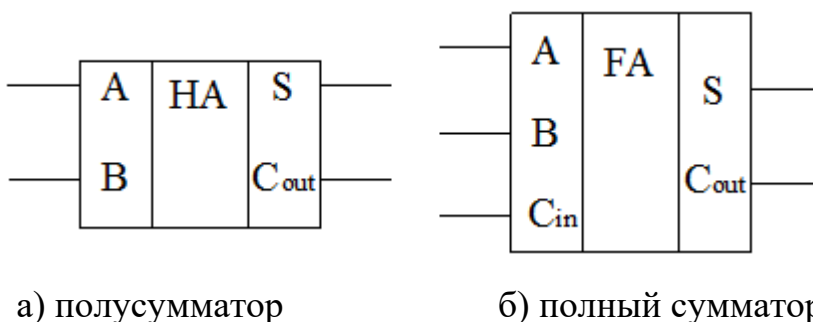 A HA S
B Cout
а) полусумматор
A FA
S
B
Cout
Cin
б) полный сумматор